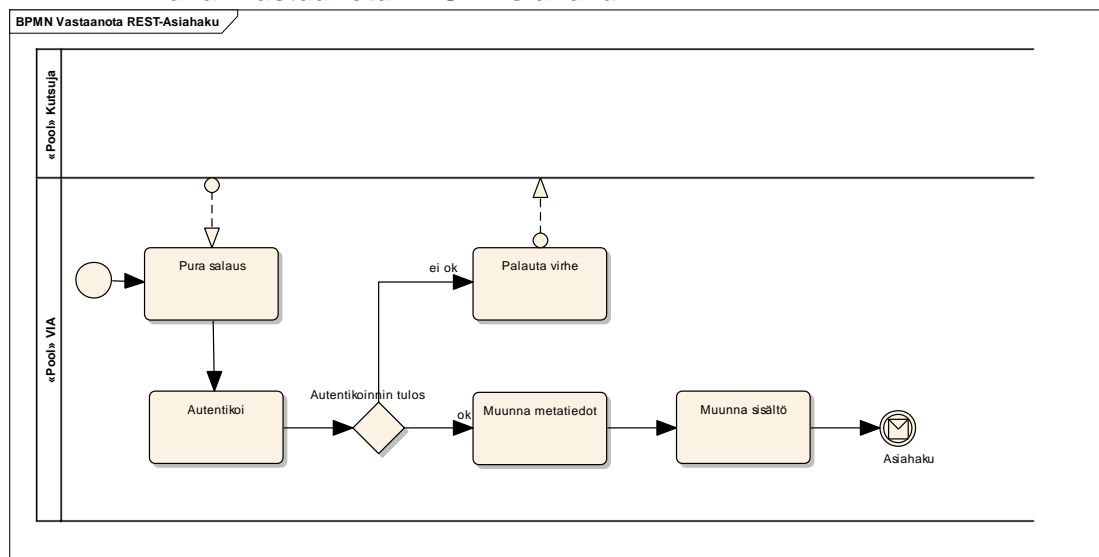 BPMN Vastaanota REST-Asiahaku
«Pool» Kutsuja
«Pool» VIA
Pura salaus
Palauta virhe
ei ok
Autentikoi
Autentikoinnin tulos
ok
Muunna metatiedot
Muunna sisältö
Asiahaku